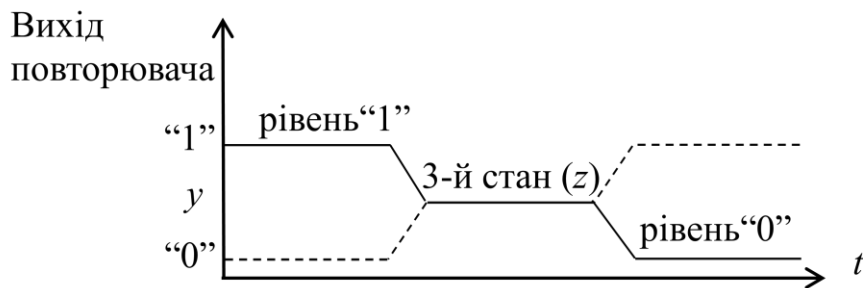 Вихід
повторювача
“1”
рівень“1”
3-й стан (z)
y
“0”
рівень“0”
t